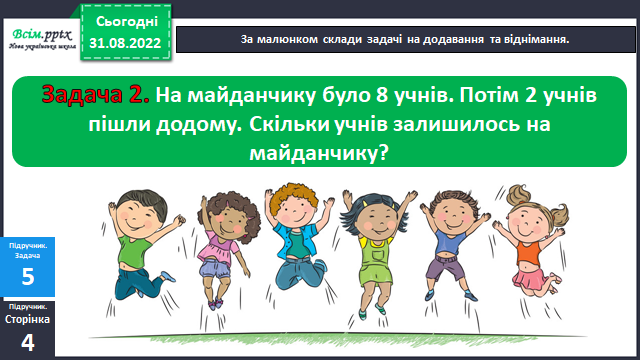 Всім.pptx
Нова українська школа
Сьогодні
31.08.2022
За малюнком склади задачі на додавання та віднімання.
Задача 2. На майданчику було 8 учнів. Потім 2 учнів
пішли додому. Скільки учнів залишилось на
майданчику?
Підручник.
Задача
5
Підручник.
Сторінка
4